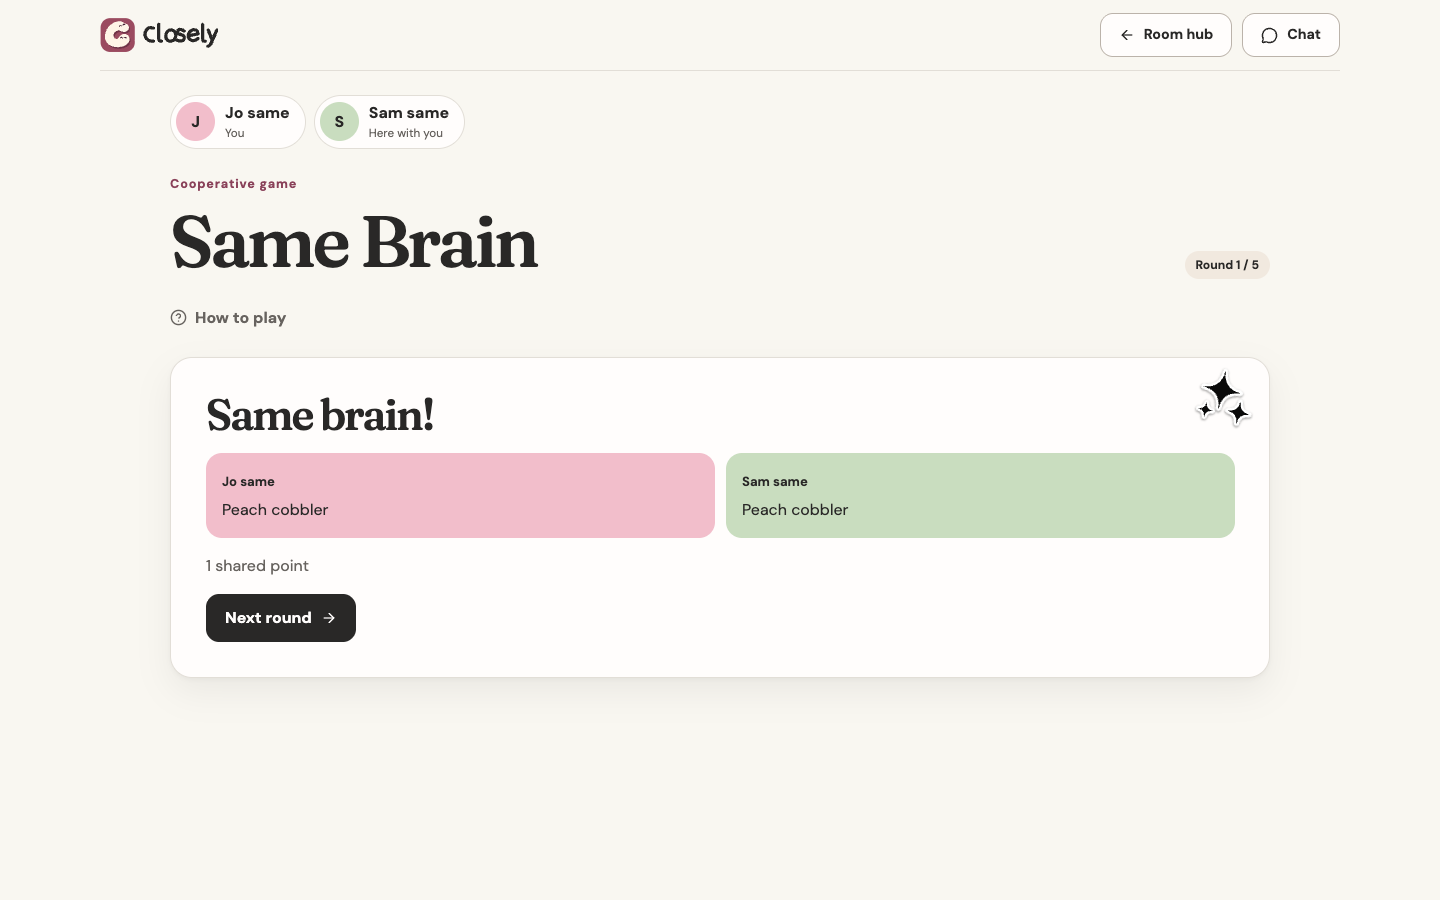 Closely
Room hub
Chat
J
Jo same
You
S
Sam same
Here with you
Cooperative game
Same Brain
Round 1 / 5
How to play
Same brain!
Jo same
Peach cobbler
Sam same
Peach cobbler
1 shared point
Next round